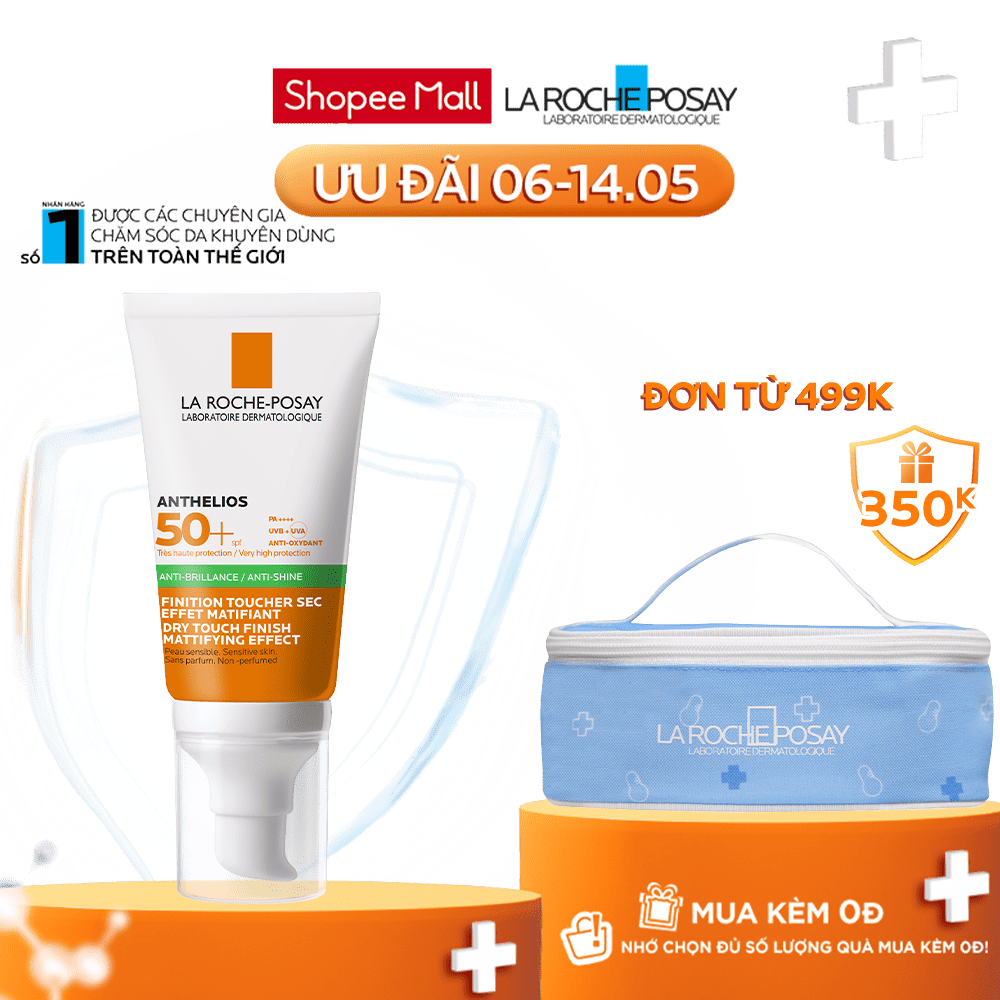 Shopee Mall
LA ROCHE POSAY
LABORATOIRE DERMATOLOGIQUE
ƯU ĐÃI 06-14.05
NHÃN HÀNG
số 1
ĐƯỢC CÁC CHUYÊN GIA
CHĂM SÓC DA KHUYÊN DÙNG
TRÊN TOÀN THẾ GIỚI
LA ROCHE-POSAY
LABORATOIRE DERMATOLOGIQUE
ANTHELIOS
50+ spf
PA ++++
UVB + UVA
ANTI-OXYDANT
Très haute protection / Very high protection
ANTI-BRILLANCE / ANTI-SHINE
FINITION TOUCHER SEC
EFFET MATIFIANT
DRY TOUCH FINISH
MATTIFYING EFFECT
Peau sensible. Sensitive skin.
Sans parfum. Non-perfumed
ĐƠN TỪ 499K
350K
LA ROCHE POSAY
LABORATOIRE DERMATOLOGIQUE
MUA KÈM 0Đ
NHỚ CHỌN ĐỦ SỐ LƯỢNG QUÀ MUA KÈM 0Đ!